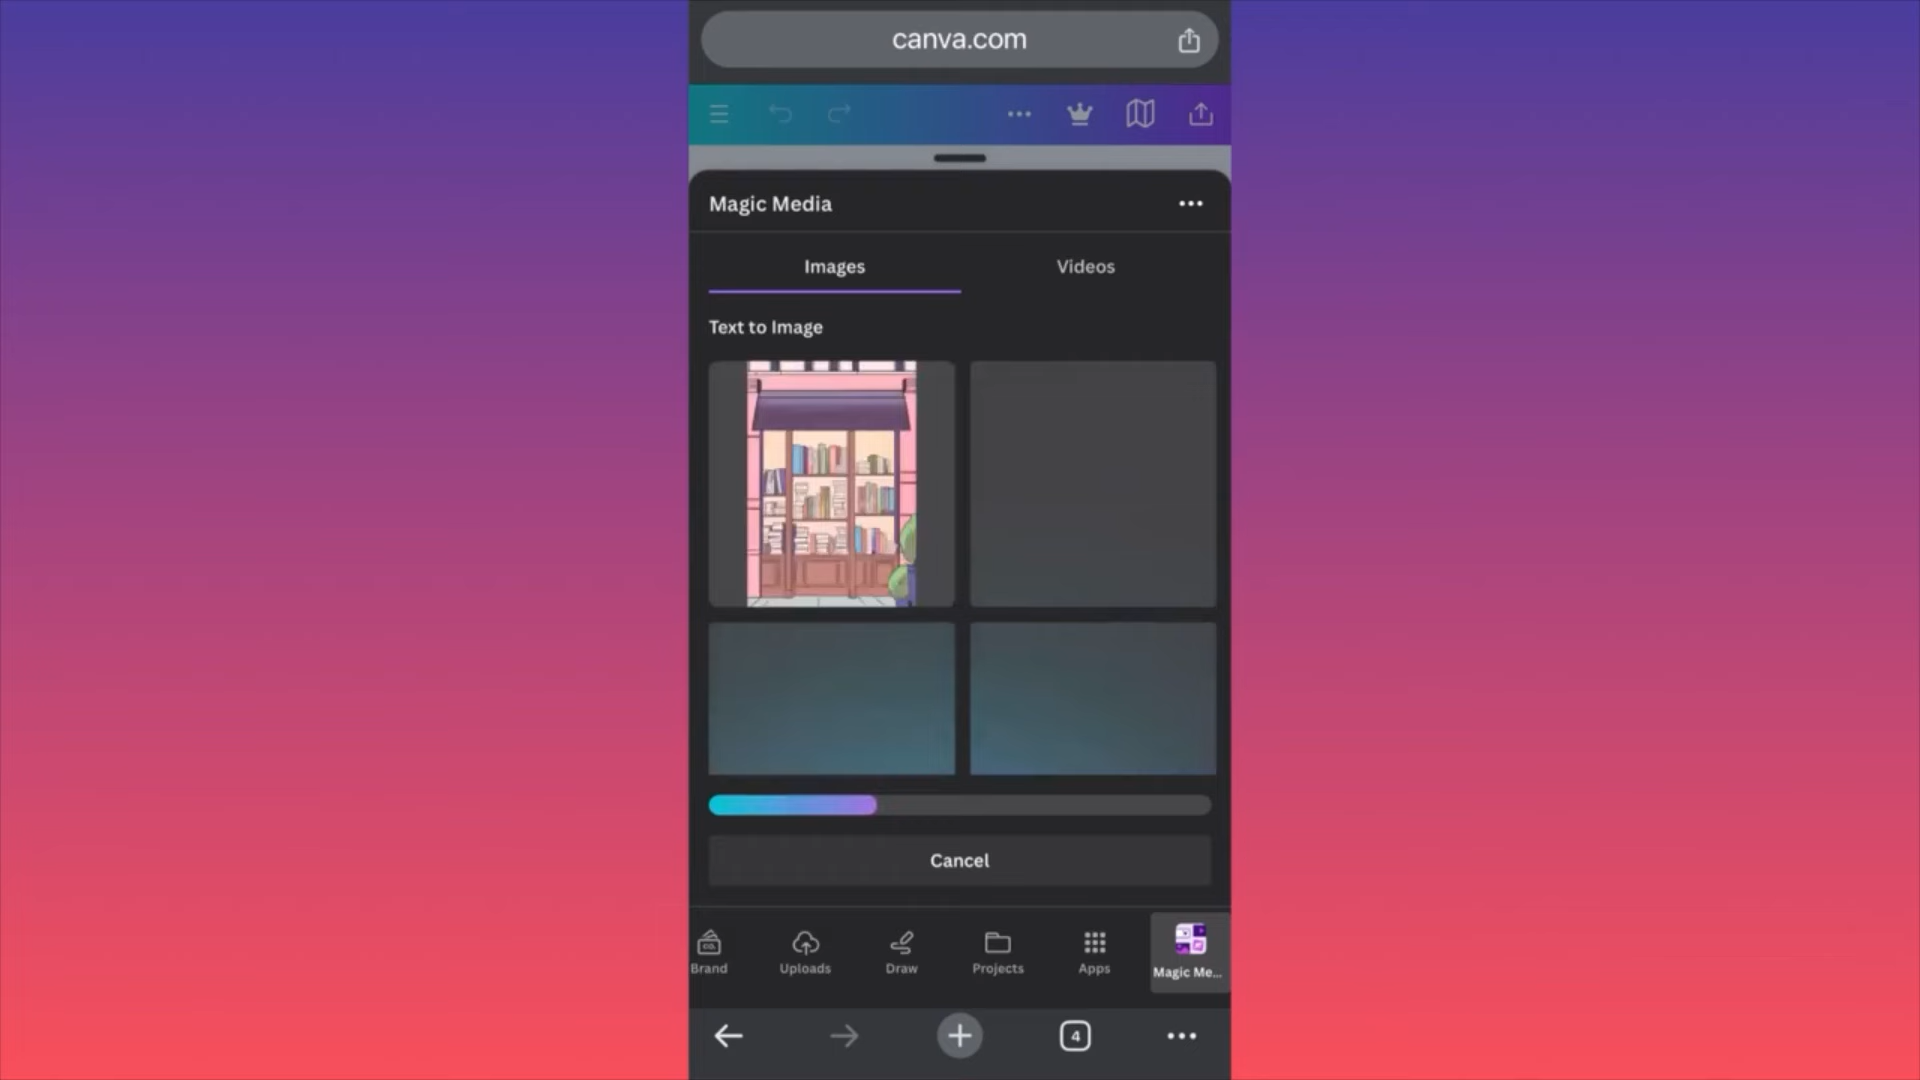 canva.com
Magic Media
Images
Videos
Text to Image
Cancel
Brand
Uploads
Draw
Projects
Apps
Magic Me...
4